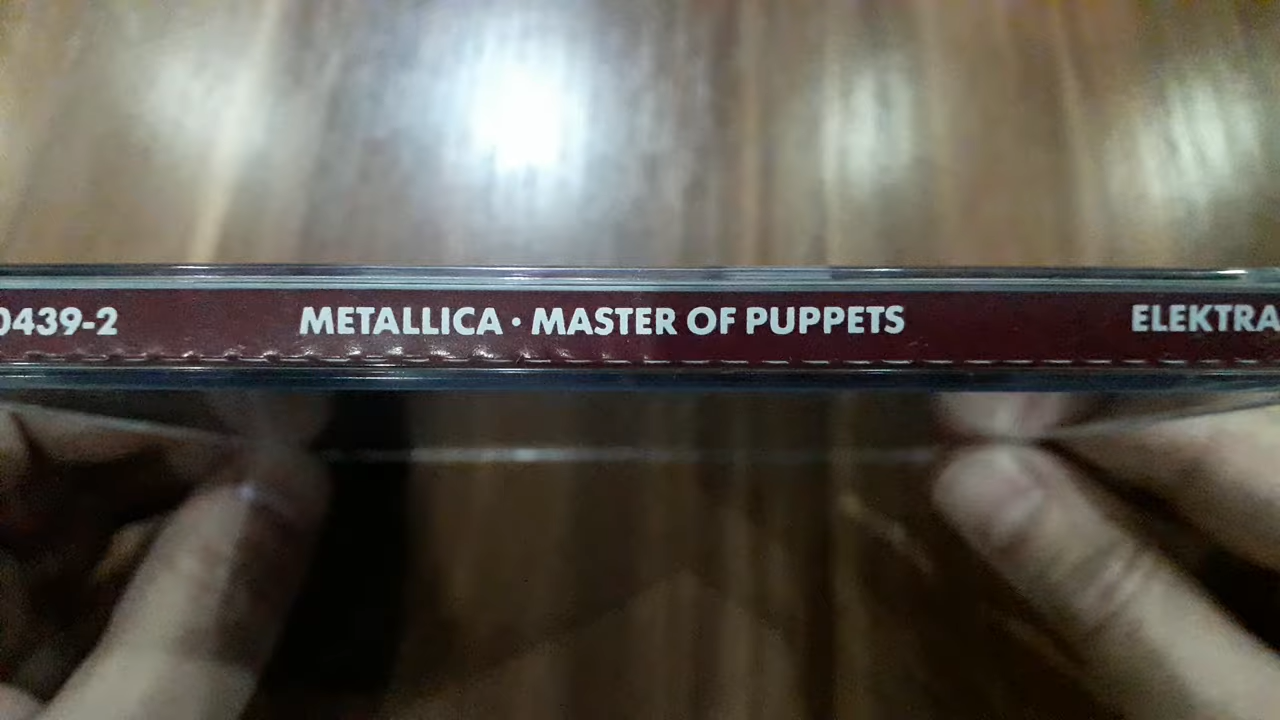 0439-2 METALLICA • MASTER OF PUPPETS ELEKTRA